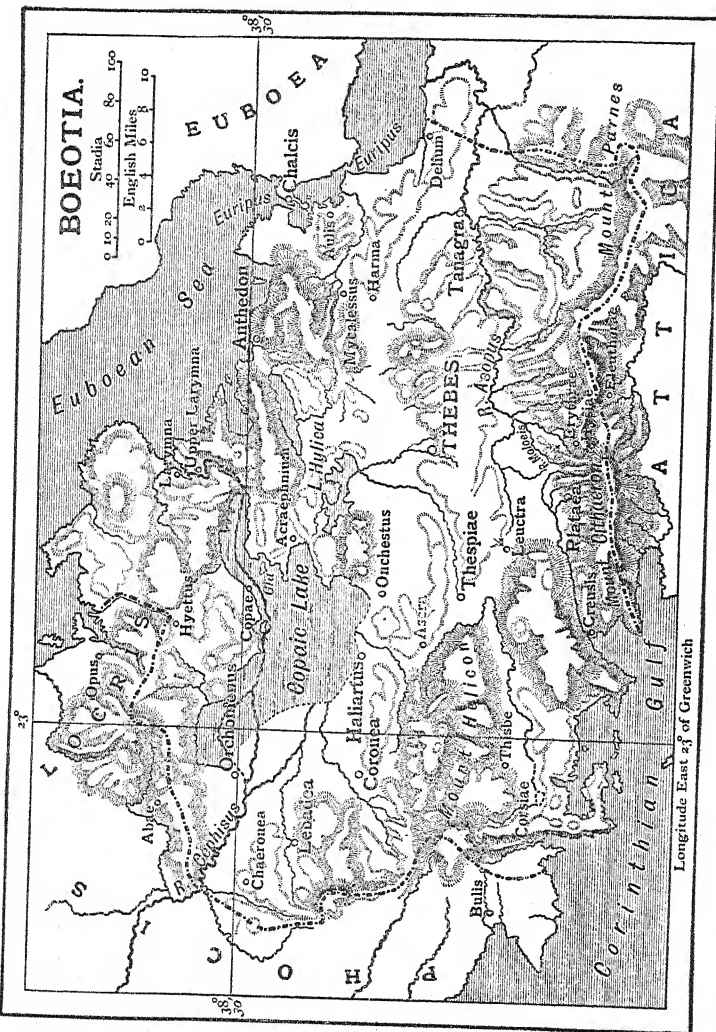 BOEOTIA.
Stadia
0 10 20 40 60 80 100
English Miles
0 2 4 6 8 10
38°
30′
23°
EUBOEA
Euboean Sea
Euripus
Chalcis
Euripus
Aulis
Delium
LOCRIS
Opus
Larymna
Upper Larymna
Anthedon
Hyettus
Abae
Copae
Gla
Acraephnium
L. Hylica
Mycalessus
Harma
Tanagra
Orchomenus
Copaic Lake
R. Cephisus
Chaeronea
Lebadea
Coronea
Haliartus
Onchestus
THEBES
R. Asopus
Ascra
Thespiae
Leuctra
Mount Helicon
Thisbe
Corsiae
Bulis
PHOCIS
Creusis
Plataea
Mount Cithaeron
Erythrae
Hysiae
Eleutherae
Mount Parnes
ATTICA
Corinthian Gulf
38°
30′
Longitude East 23° of Greenwich